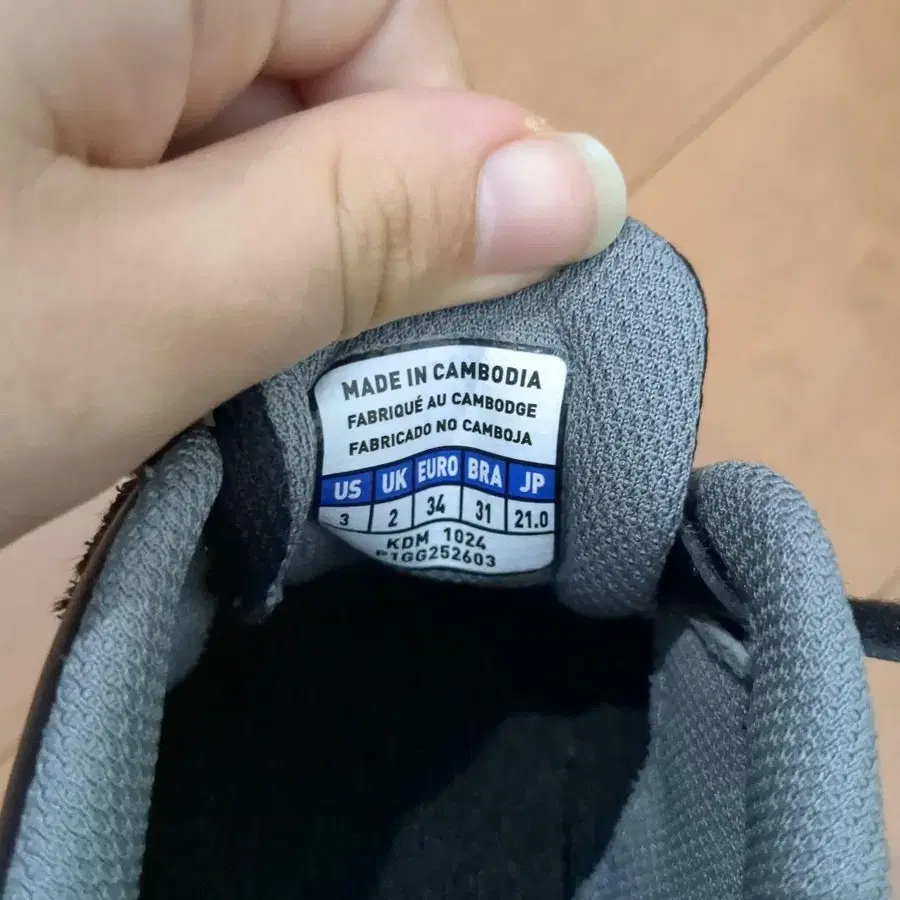 MADE IN CAMBODIA
FABRIQUÉ AU CAMBODGE
FABRICADO NO CAMBOJA
US UK EURO BRA JP
3 2 34 31 21.0
KDM 1024
P1GG252603